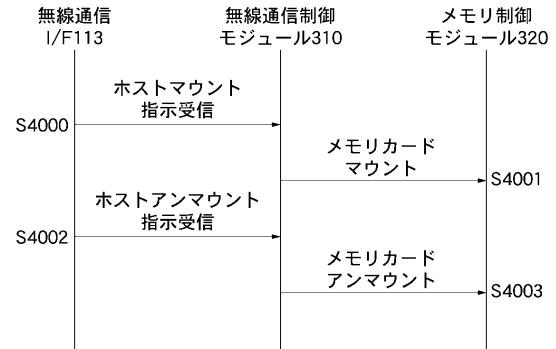 無線通信
I/F113
無線通信制御
モジュール310
メモリ制御
モジュール320
ホストマウント
指示受信
S4000
メモリカード
マウント
S4001
ホストアンマウント
指示受信
S4002
メモリカード
アンマウント
S4003